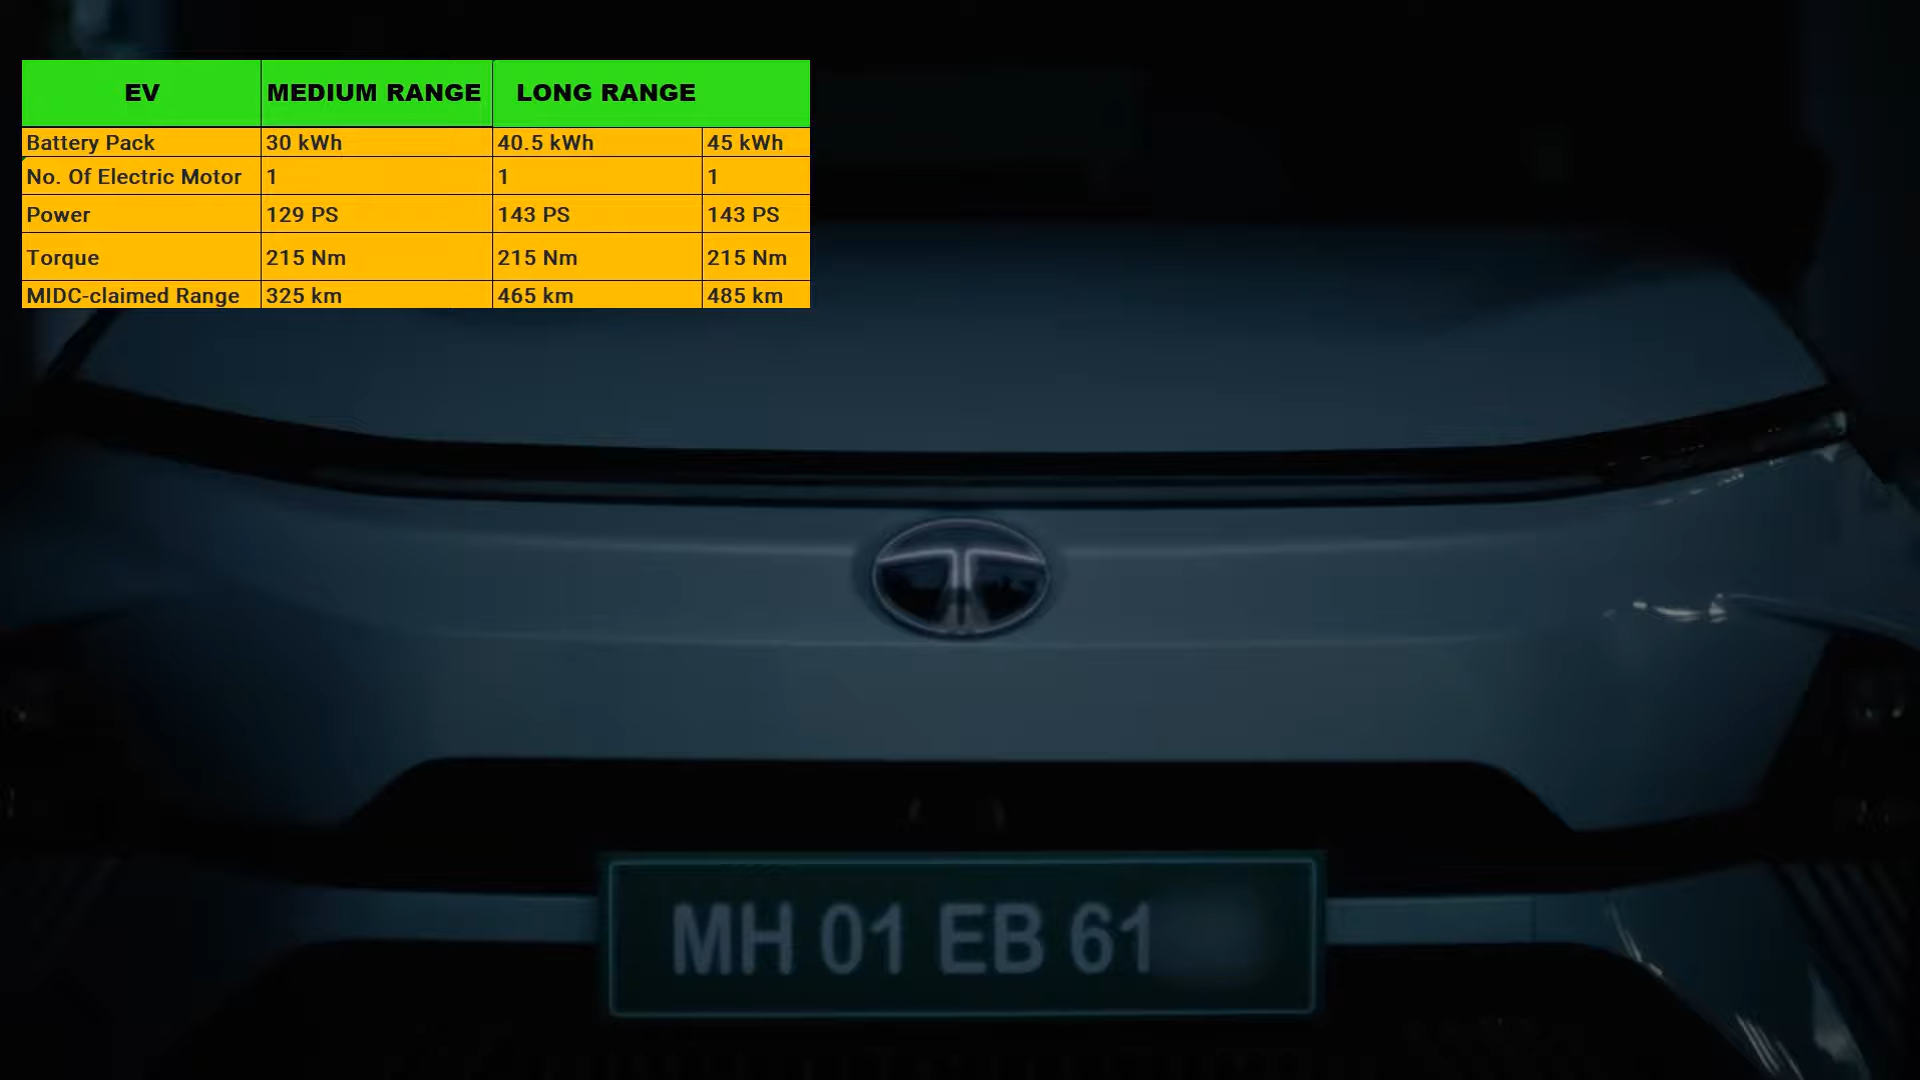 EV MEDIUM RANGE LONG RANGE
Battery Pack 30 kWh 40.5 kWh 45 kWh
No. Of Electric Motor 1 1 1
Power 129 PS 143 PS 143 PS
Torque 215 Nm 215 Nm 215 Nm
MIDC-claimed Range 325 km 465 km 485 km
MH 01 EB 61